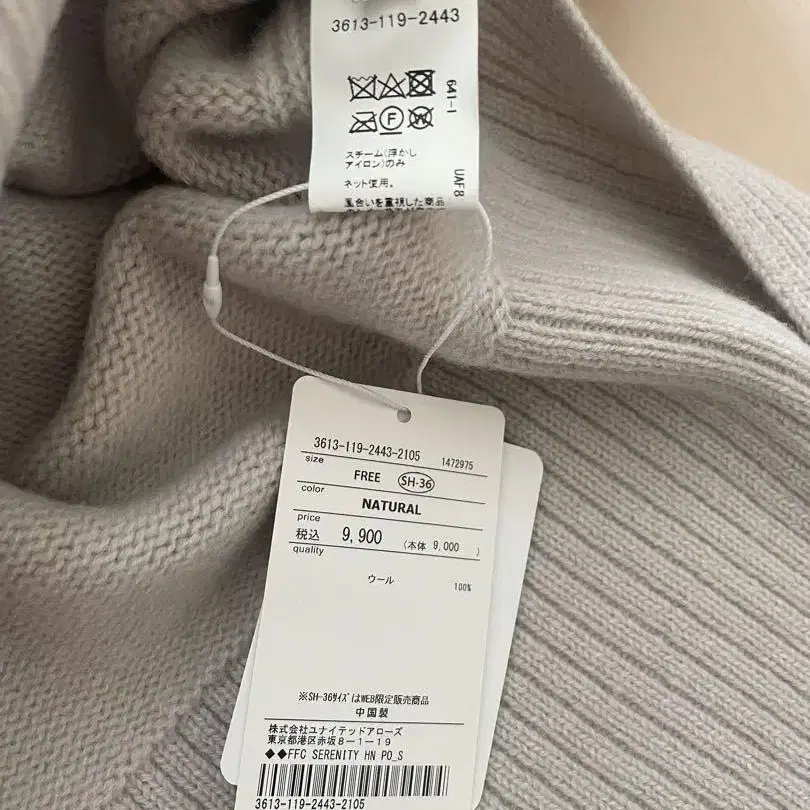 3613-119-2443
641-1
UAF8
F
W
スチーム(浮かし
アイロン)のみ
ネット使用。
風合いを重視した商品
3613-119-2443-2105 1472975
size
FREE SH-36
color
NATURAL
price
税込 9,900 (本体 9,000 )
quality
ウール 100%
※SH-36ｻｲｽﾞはWEB限定販売商品
中国製
株式会社ユナイテッドアローズ
東京都港区赤坂8-1-19
◆◆FFC SERENITY HN PO_S
3613-119-2443-2105